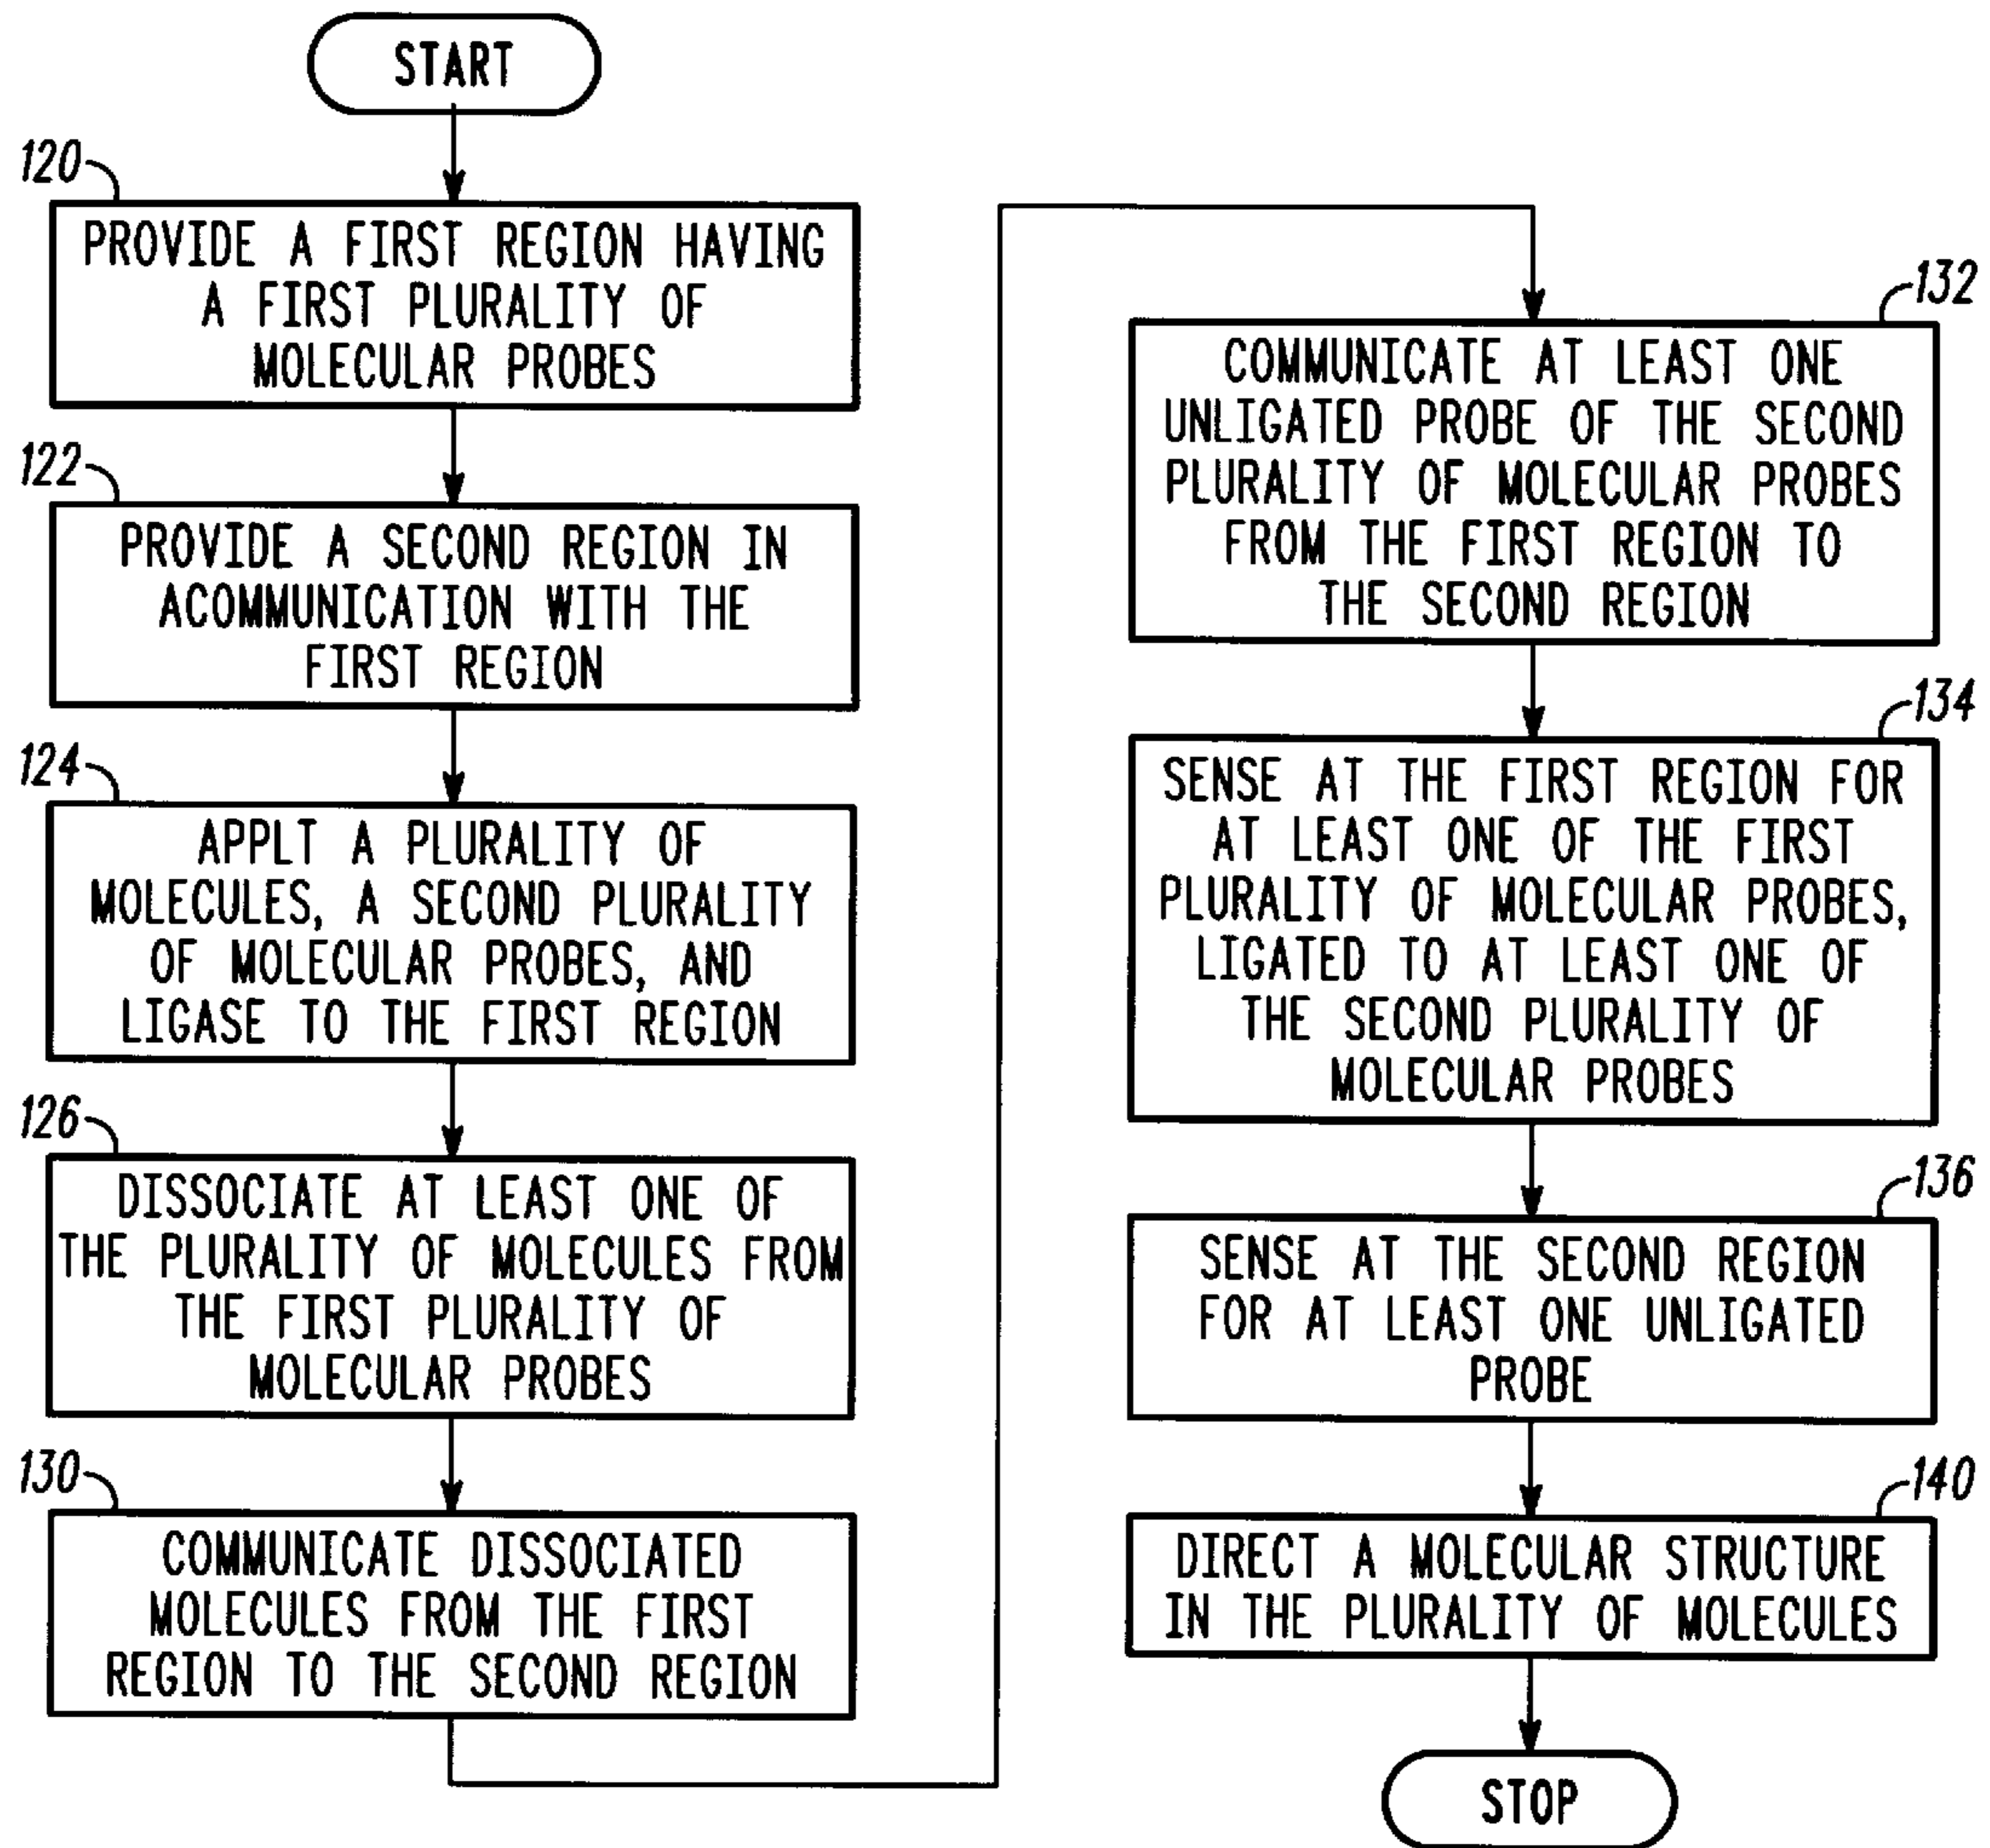 START
120
PROVIDE A FIRST REGION HAVING
A FIRST PLURALITY OF
MOLECULAR PROBES
122
PROVIDE A SECOND REGION IN
ACOMMUNICATION WITH THE
FIRST REGION
124
APPLT A PLURALITY OF
MOLECULES, A SECOND PLURALITY
OF MOLECULAR PROBES, AND
LIGASE TO THE FIRST REGION
126
DISSOCIATE AT LEAST ONE OF
THE PLURALITY OF MOLECULES FROM
THE FIRST PLURALITY OF
MOLECULAR PROBES
130
COMMUNICATE DISSOCIATED
MOLECULES FROM THE FIRST
REGION TO THE SECOND REGION
132
COMMUNICATE AT LEAST ONE
UNLIGATED PROBE OF THE SECOND
PLURALITY OF MOLECULAR PROBES
FROM THE FIRST REGION TO
THE SECOND REGION
134
SENSE AT THE FIRST REGION FOR
AT LEAST ONE OF THE FIRST
PLURALITY OF MOLECULAR PROBES,
LIGATED TO AT LEAST ONE OF
THE SECOND PLURALITY OF
MOLECULAR PROBES
136
SENSE AT THE SECOND REGION
FOR AT LEAST ONE UNLIGATED
PROBE
140
DIRECT A MOLECULAR STRUCTURE
IN THE PLURALITY OF MOLECULES
STOP